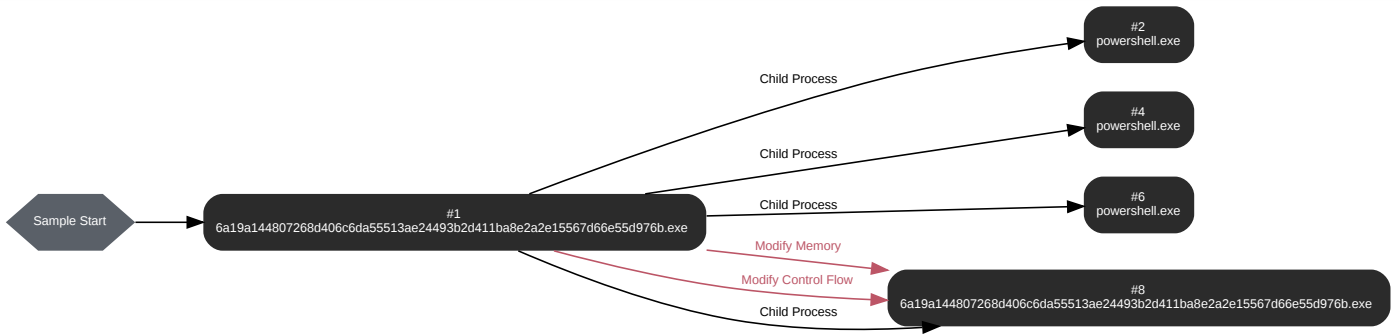 #2
powershell.exe
Child Process
#4
powershell.exe
Child Process
#6
powershell.exe
Child Process
Sample Start
#1
6a19a144807268d406c6da55513ae24493b2d411ba8e2a2e15567d66e55d976b.exe
Modify Memory
Modify Control Flow
Child Process
#8
6a19a144807268d406c6da55513ae24493b2d411ba8e2a2e15567d66e55d976b.exe